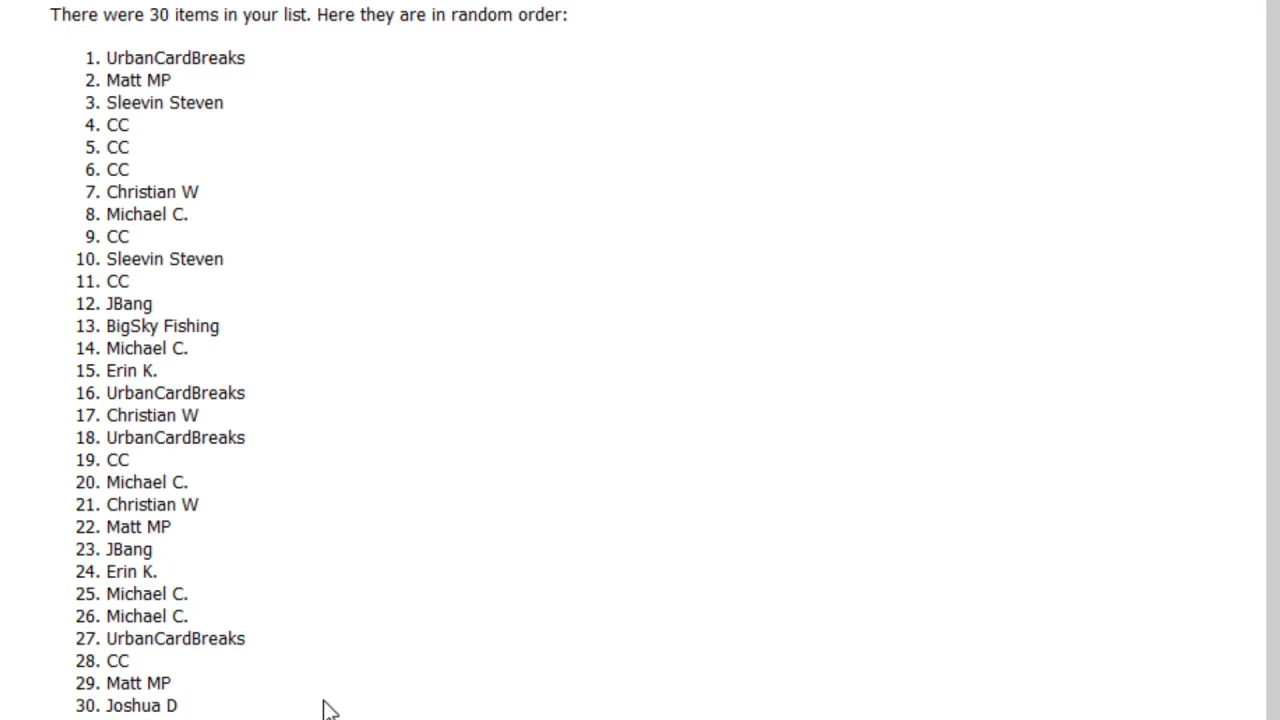 There were 30 items in your list. Here they are in random order:
1. UrbanCardBreaks
2. Matt MP
3. Sleevin Steven
4. CC
5. CC
6. CC
7. Christian W
8. Michael C.
9. CC
10. Sleevin Steven
11. CC
12. JBang
13. BigSky Fishing
14. Michael C.
15. Erin K.
16. UrbanCardBreaks
17. Christian W
18. UrbanCardBreaks
19. CC
20. Michael C.
21. Christian W
22. Matt MP
23. JBang
24. Erin K.
25. Michael C.
26. Michael C.
27. UrbanCardBreaks
28. CC
29. Matt MP
30. Joshua D